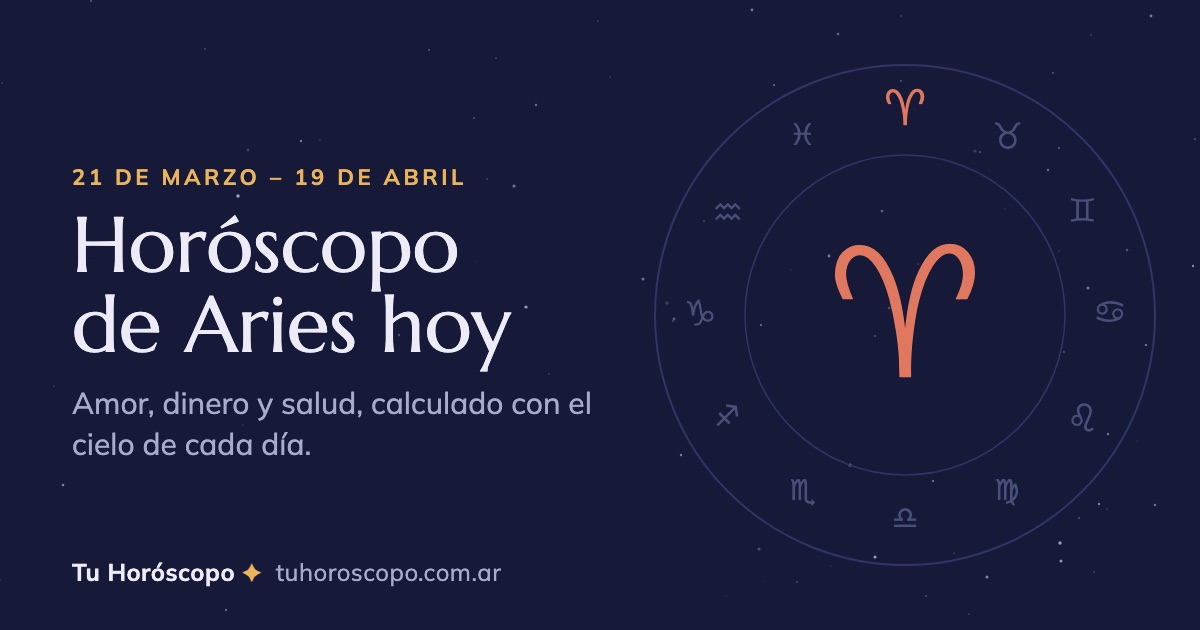 21 DE MARZO – 19 DE ABRIL
Horóscopo
de Aries hoy
Amor, dinero y salud, calculado con el
cielo de cada día.
Tu Horóscopo ✦ tuhoroscopo.com.ar